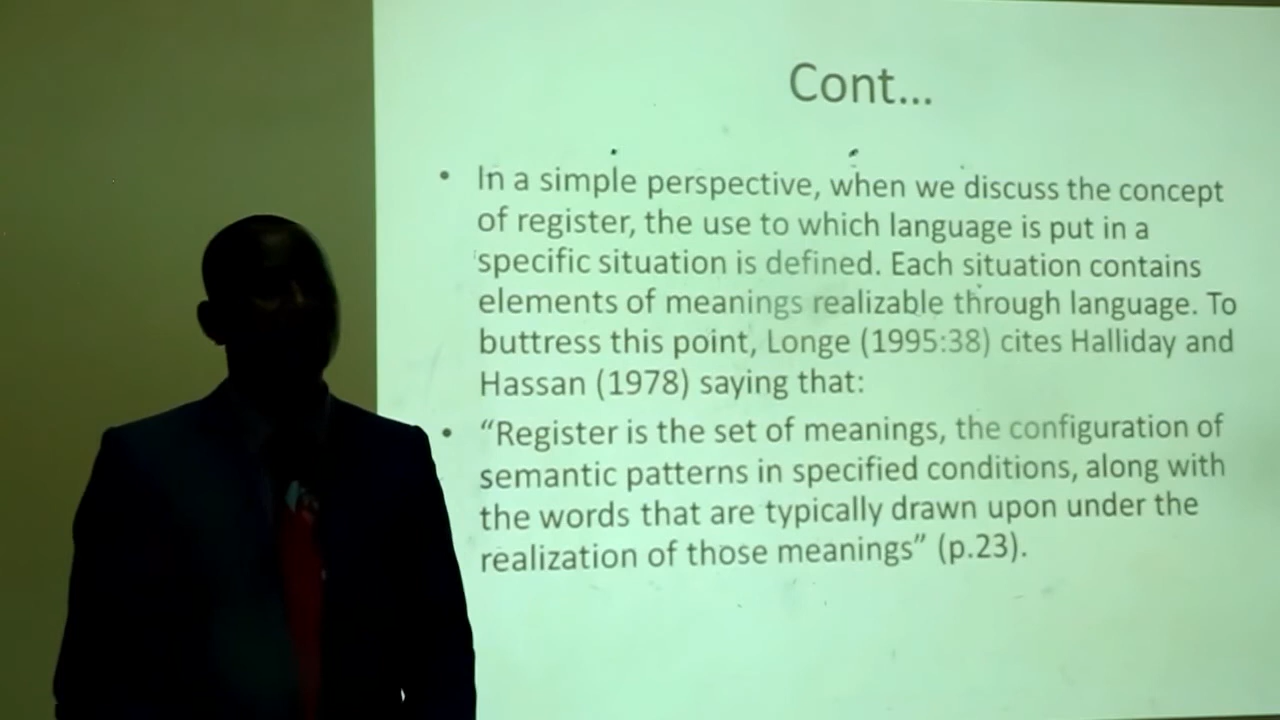 Cont...
• In a simple perspective, when we discuss the concept
of register, the use to which language is put in a
specific situation is defined. Each situation contains
elements of meanings realizable through language. To
buttress this point, Longe (1995:38) cites Halliday and
Hassan (1978) saying that:
• “Register is the set of meanings, the configuration of
semantic patterns in specified conditions, along with
the words that are typically drawn upon under the
realization of those meanings” (p.23).